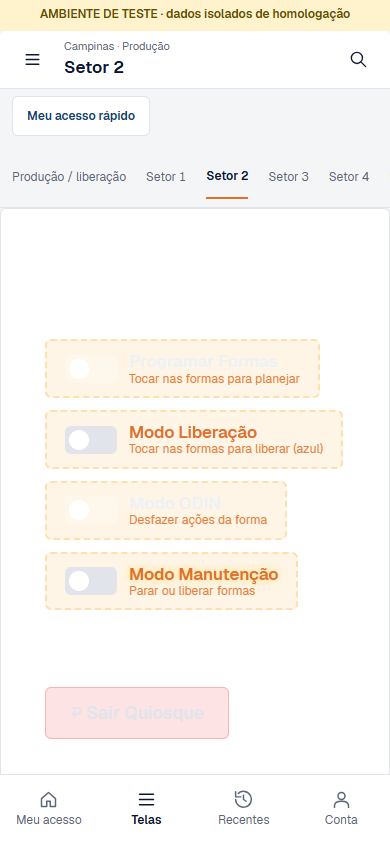 AMBIENTE DE TESTE · dados isolados de homologação
Campinas · Produção
Setor 2
Meu acesso rápido
Produção / liberação Setor 1 Setor 2 Setor 3 Setor 4
Programar Formas
Tocar nas formas para planejar
Modo Liberação
Tocar nas formas para liberar (azul)
Modo ODIN
Desfazer ações da forma
Modo Manutenção
Parar ou liberar formas
Sair Quiosque
Meu acesso Telas Recentes Conta